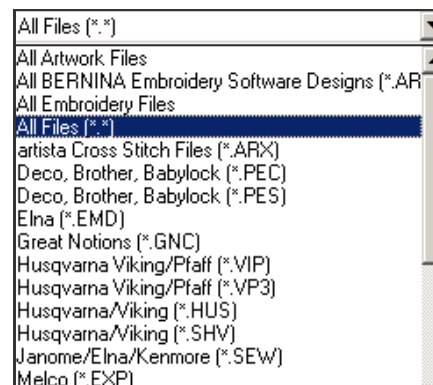 All Files (*.*)
All Artwork Files
All BERNINA Embroidery Software Designs (*.AR
All Embroidery Files
All Files (*.*)
artista Cross Stitch Files (*.ARX)
Deco, Brother, Babylock (*.PEC)
Deco, Brother, Babylock (*.PES)
Elna (*.EMD)
Great Notions (*.GNC)
Husqvarna Viking/Pfaff (*.VIP)
Husqvarna Viking/Pfaff (*.VP3)
Husqvarna/Viking (*.HUS)
Husqvarna/Viking (*.SHV)
Janome/Elna/Kenmore (*.SEW)
Melco (*.EXP)